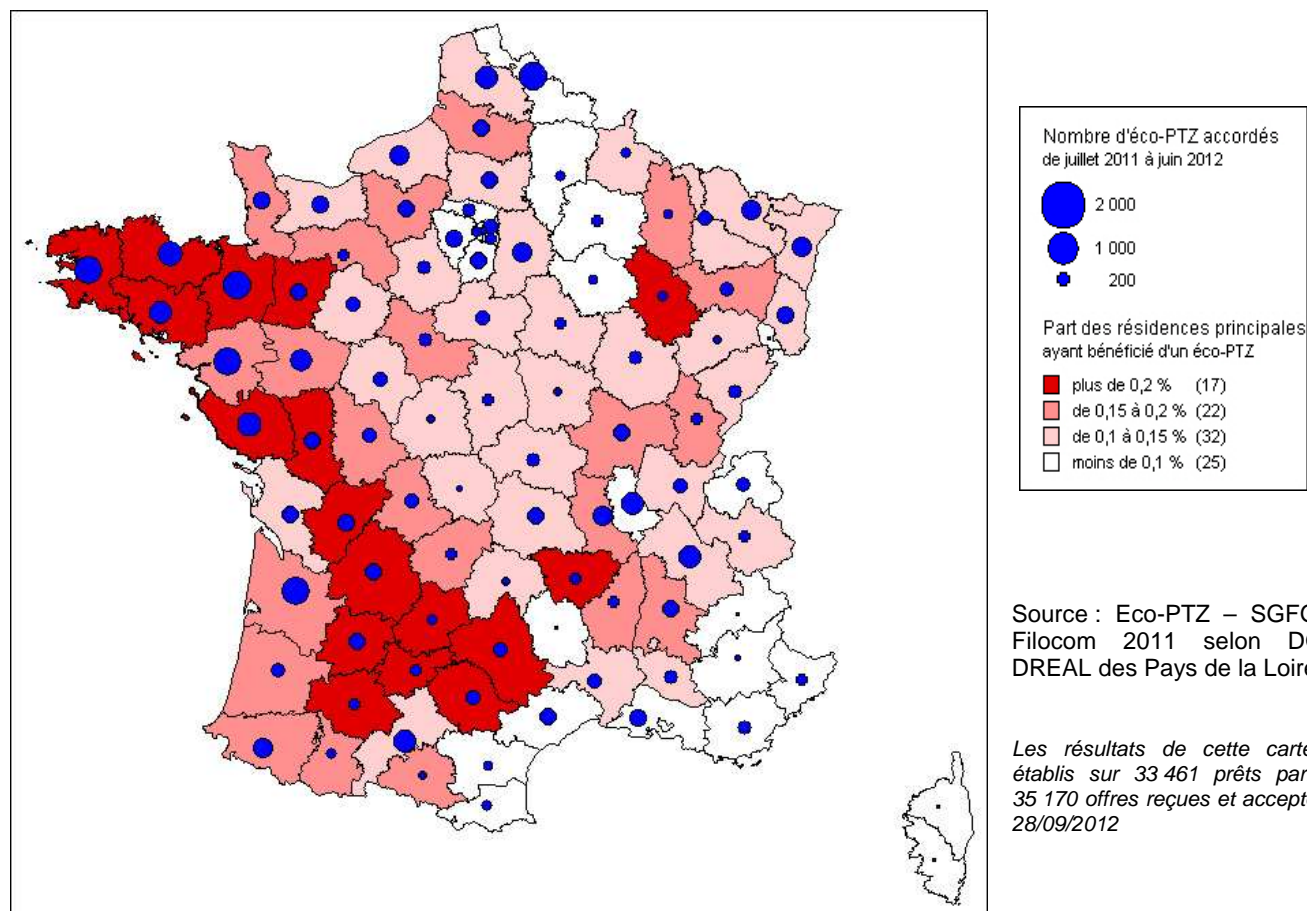 Nombre d'éco-PTZ accordés
de juillet 2011 à juin 2012
2 000
1 000
200
Part des résidences principales
ayant bénéficié d'un éco-PTZ
plus de 0,2 % (17)
de 0,15 à 0,2 % (22)
de 0,1 à 0,15 % (32)
moins de 0,1 % (25)
Source : Eco-PTZ – SGFG
Filocom 2011 selon
DREAL des Pays de la Loire
Les résultats de cette carte
établis sur 33 461 prêts
35 170 offres reçues et
28/09/2012